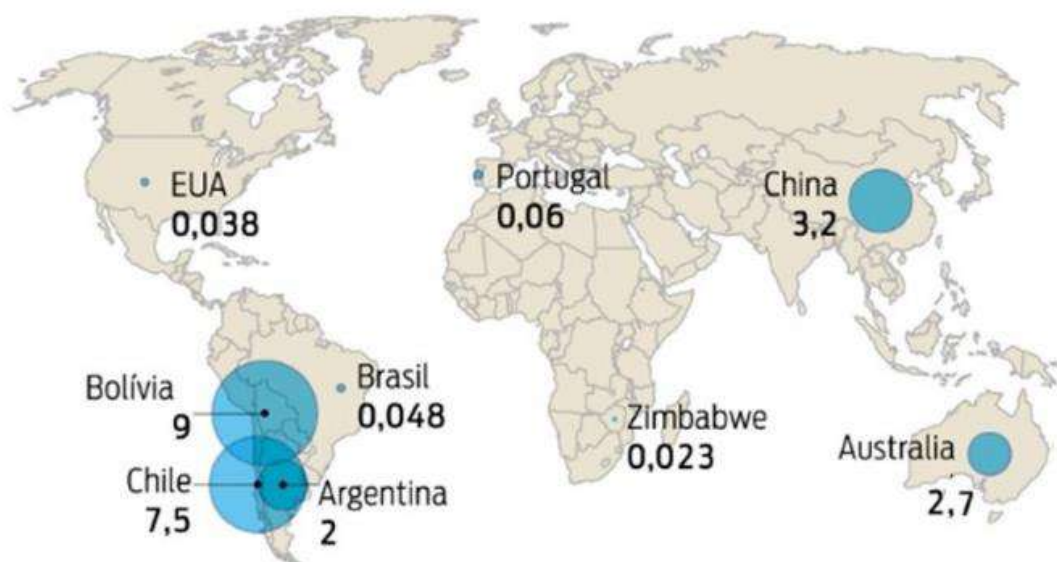 EUA
0,038
Portugal
0,06
China
3,2
Bolívia
9
Brasil
0,048
Chile
7,5
Argentina
2
Zimbabwe
0,023
Australia
2,7